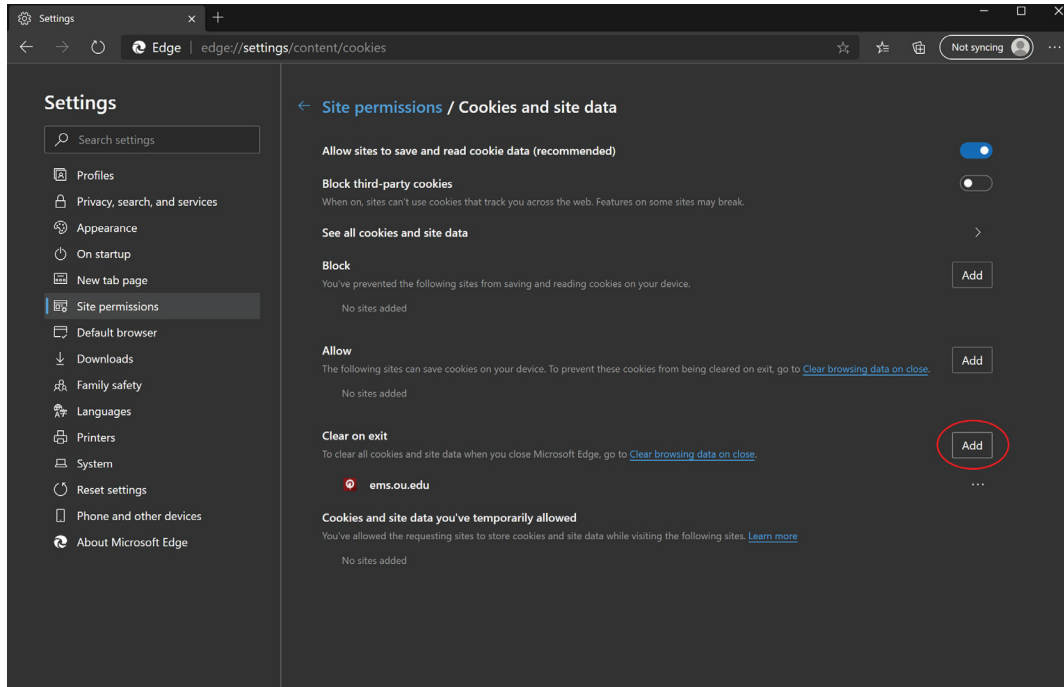 Settings
Edge | edge://settings/content/cookies
Not syncing
Settings
Search settings
Profiles
Privacy, search, and services
Appearance
On startup
New tab page
Site permissions
Default browser
Downloads
Family safety
Languages
Printers
System
Reset settings
Phone and other devices
About Microsoft Edge
Site permissions / Cookies and site data
Allow sites to save and read cookie data (recommended)
Block third-party cookies
When on, sites can't use cookies that track you across the web. Features on some sites may break.
See all cookies and site data
Block
Add
You've prevented the following sites from saving and reading cookies on your device.
No sites added
Allow
Add
The following sites can save cookies on your device. To prevent these cookies from being cleared on exit, go to Clear browsing data on close.
No sites added
Clear on exit
Add
To clear all cookies and site data when you close Microsoft Edge, go to Clear browsing data on close.
ems.ou.edu
Cookies and site data you've temporarily allowed
You've allowed the requesting sites to store cookies and site data while visiting the following sites. Learn more
No sites added